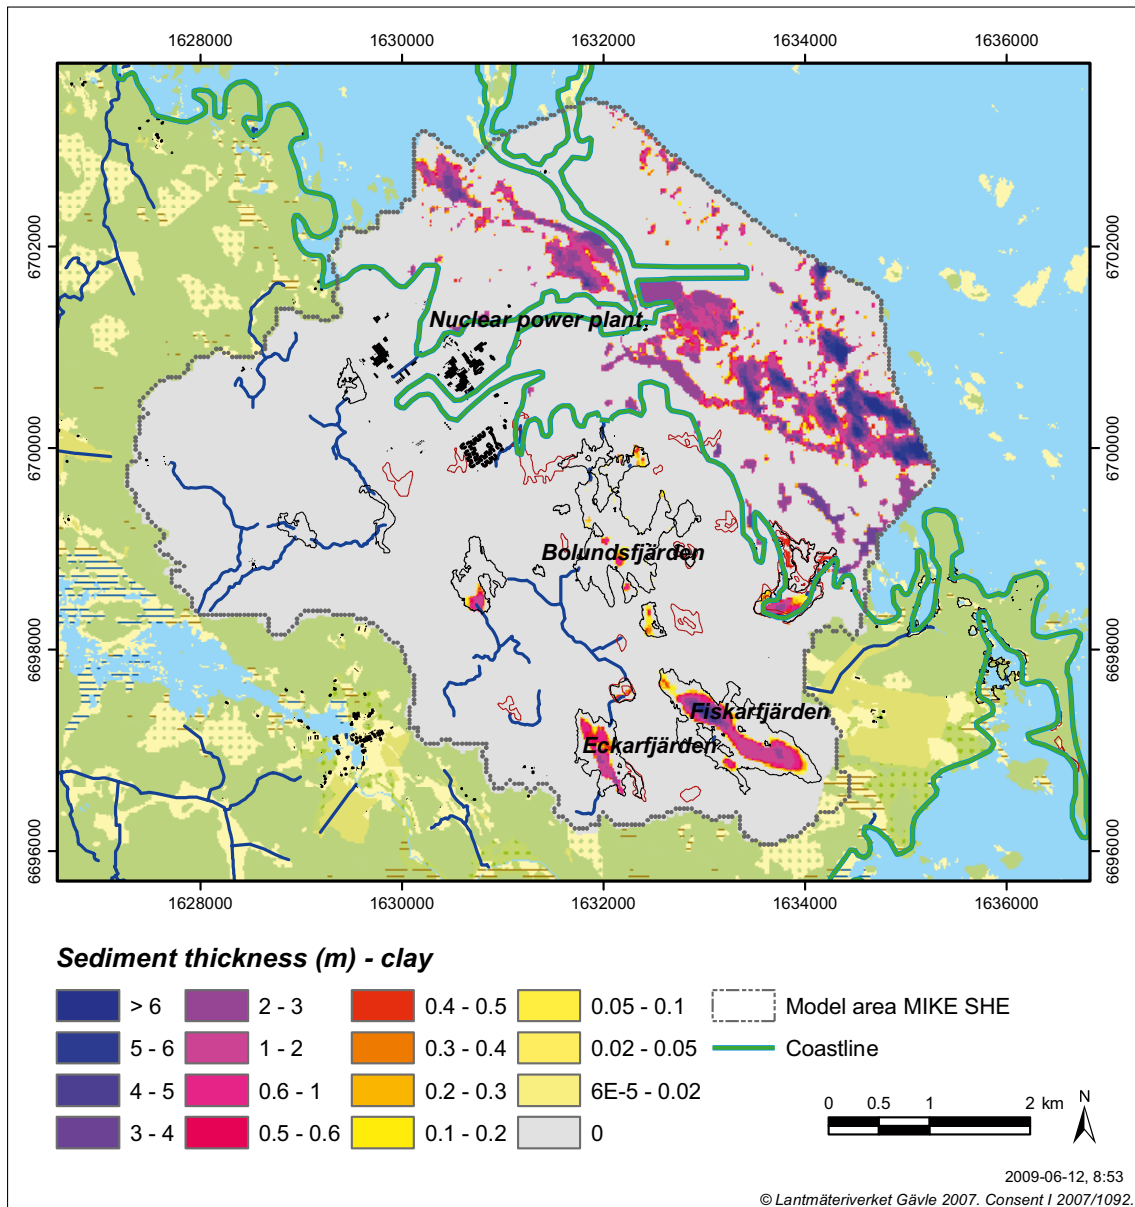 1628000 1630000 1632000 1634000 1636000
6702000 6702000
Nuclear power plant
6700000 6700000
Bolundsfjärden
6698000 6698000
Fiskarfjärden
Eckarfjärden
6696000 6696000
1628000 1630000 1632000 1634000 1636000
Sediment thickness (m) - clay
> 6 2 - 3 0.4 - 0.5 0.05 - 0.1 Model area MIKE SHE
5 - 6 1 - 2 0.3 - 0.4 0.02 - 0.05 Coastline
4 - 5 0.6 - 1 0.2 - 0.3 6E-5 - 0.02
3 - 4 0.5 - 0.6 0.1 - 0.2 0
0 0.5 1 2 km
N
2009-06-12, 8:53
© Lantmäteriverket Gävle 2007. Consent I 2007/1092.